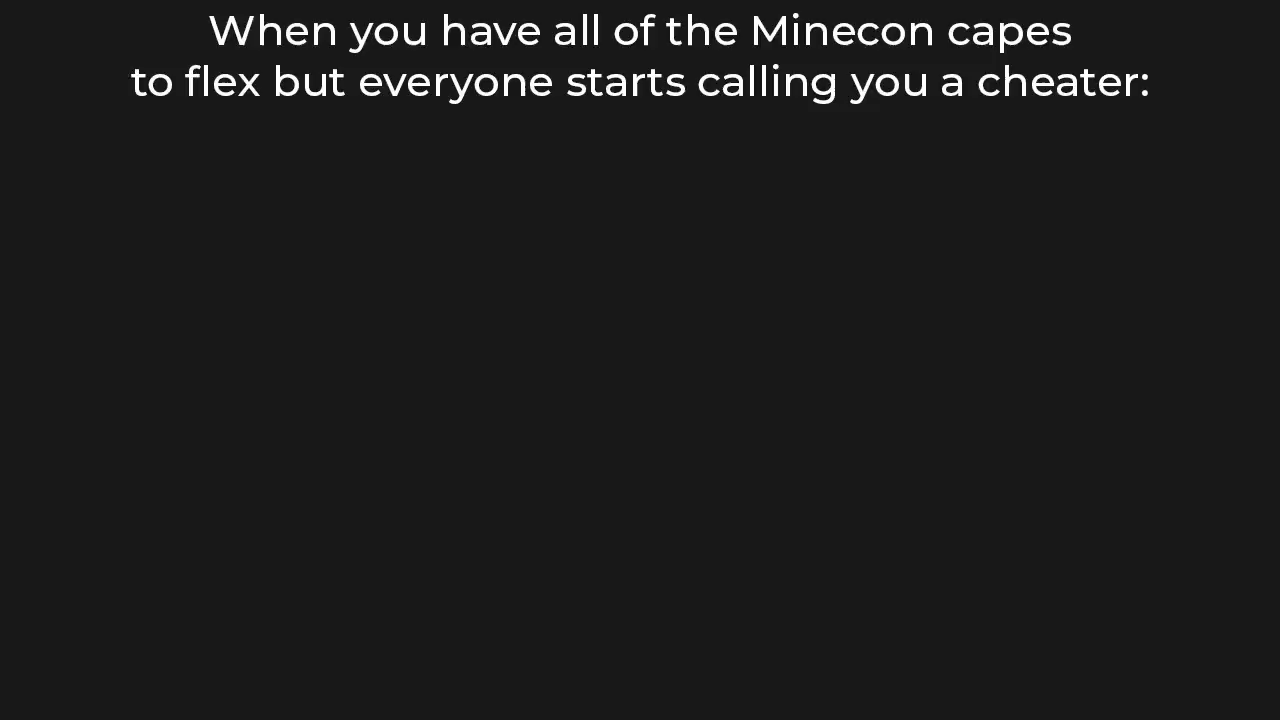 When you have all of the Minecon capes
to flex but everyone starts calling you a cheater: